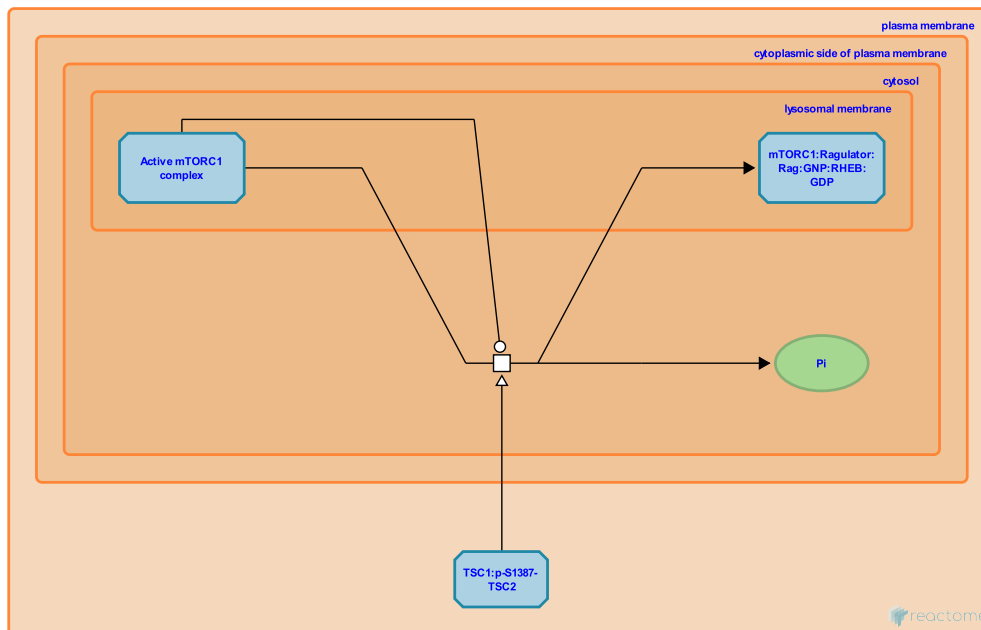 plasma membrane
cytoplasmic side of plasma membrane
cytosol
lysosomal membrane
Active mTORC1
complex
mTORC1:Ragulator:
Rag:GNP:RHEB:
GDP
Pi
TSC1:p-S1387-
TSC2
reactome